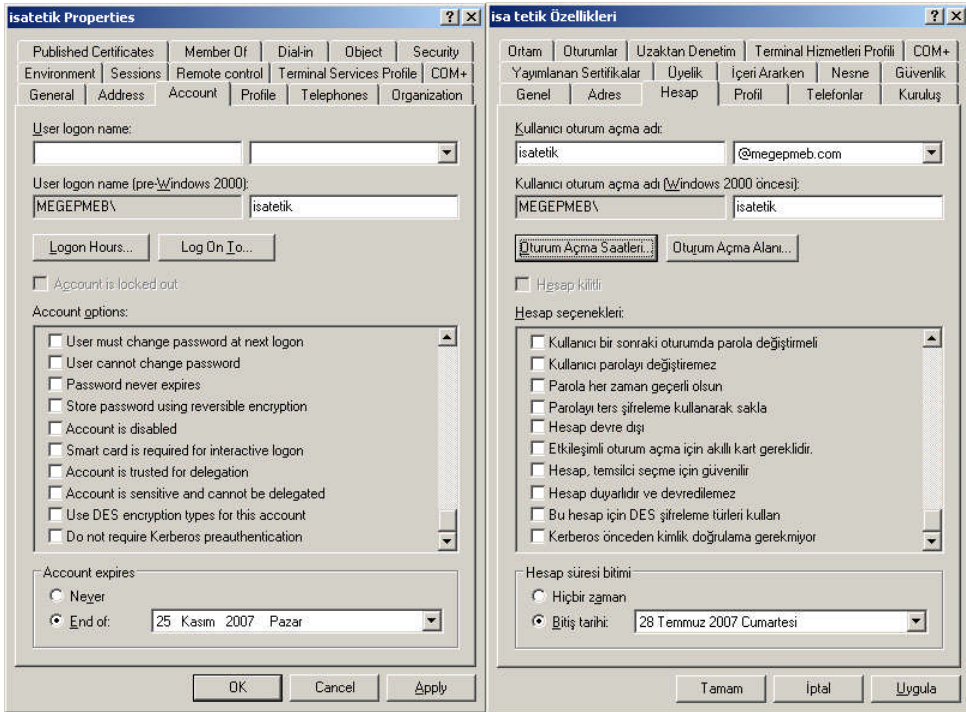 isatetik Properties
Published Certificates Member Of Dial-in Object Security
Environment Sessions Remote control Terminal Services Profile COM+
General Address Account Profile Telephones Organization
User logon name:
User logon name (pre-Windows 2000):
MEGEPMEB\ isatetik
Logon Hours... Log On To...
Account is locked out
Account options:
User must change password at next logon
User cannot change password
Password never expires
Store password using reversible encryption
Account is disabled
Smart card is required for interactive logon
Account is trusted for delegation
Account is sensitive and cannot be delegated
Use DES encryption types for this account
Do not require Kerberos preauthentication
Account expires
Never
End of: 25 Kasım 2007 Pazar
OK Cancel Apply
isa tetik Özellikleri
Ortam Oturumlar Uzaktan Denetim Terminal Hizmetleri Profili COM+
Yayımlanan Sertifikalar Üyelik İçeri Ararken Nesne Güvenlik
Genel Adres Hesap Profil Telefonlar Kuruluş
Kullanıcı oturum açma adı:
isatetik @megepmeb.com
Kullanıcı oturum açma adı (Windows 2000 öncesi):
MEGEPMEB\ isatetik
Oturum Açma Saatleri... Oturum Açma Alanı...
Hesap kilitli
Hesap seçenekleri:
Kullanıcı bir sonraki oturumda parola değiştirmeli
Kullanıcı parolayı değiştiremez
Parola her zaman geçerli olsun
Parolayı ters şifreleme kullanarak sakla
Hesap devre dışı
Etkileşimli oturum açma için akıllı kart gereklidir.
Hesap, temsilci seçme için güvenilir
Hesap duyarlıdır ve devredilemez
Bu hesap için DES şifreleme türleri kullan
Kerberos önceden kimlik doğrulama gerekmiyor
Hesap süresi bitimi
Hiçbir zaman
Bitiş tarihi: 28 Temmuz 2007 Cumartesi
Tamam İptal Uygula